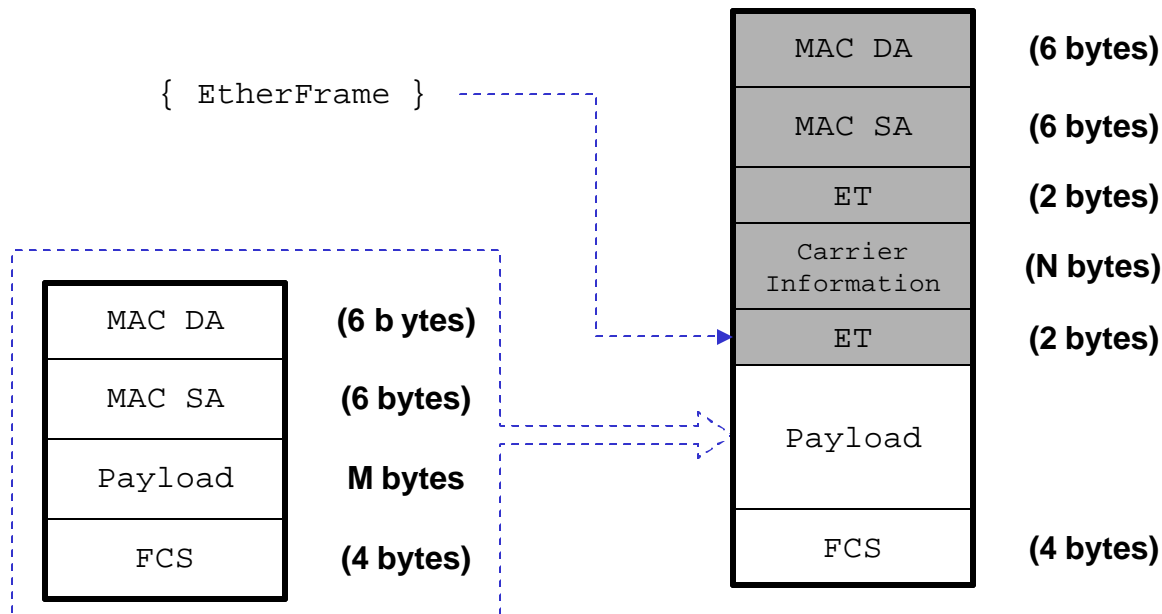 { EtherFrame }
MAC DA (6 b ytes)
MAC SA (6 bytes)
Payload M bytes
FCS (4 bytes)
MAC DA (6 bytes)
MAC SA (6 bytes)
ET (2 bytes)
Carrier
Information (N bytes)
ET (2 bytes)
Payload
FCS (4 bytes)